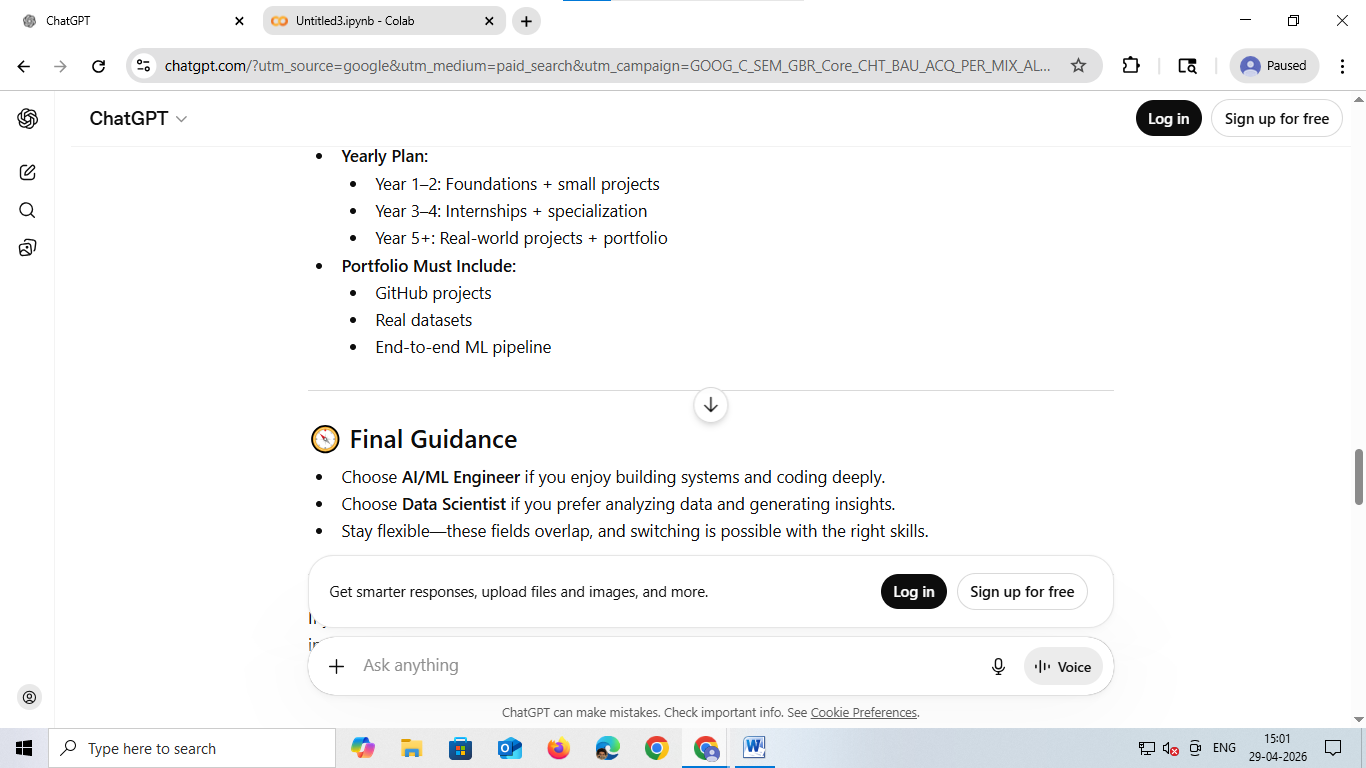 ChatGPT
Untitled3.ipynb - Colab
chatgpt.com/?utm_source=google&utm_medium=paid_search&utm_campaign=GOOG_C_SEM_GBR_Core_CHT_BAU_ACQ_PER_MIX_AL...
Paused
ChatGPT
Log in
Sign up for free
Yearly Plan:
Year 1–2: Foundations + small projects
Year 3–4: Internships + specialization
Year 5+: Real-world projects + portfolio
Portfolio Must Include:
GitHub projects
Real datasets
End-to-end ML pipeline
Final Guidance
Choose AI/ML Engineer if you enjoy building systems and coding deeply.
Choose Data Scientist if you prefer analyzing data and generating insights.
Stay flexible—these fields overlap, and switching is possible with the right skills.
Get smarter responses, upload files and images, and more.
Log in
Sign up for free
Ask anything
Voice
ChatGPT can make mistakes. Check important info. See Cookie Preferences.
Type here to search
ENG
15:01
29-04-2026